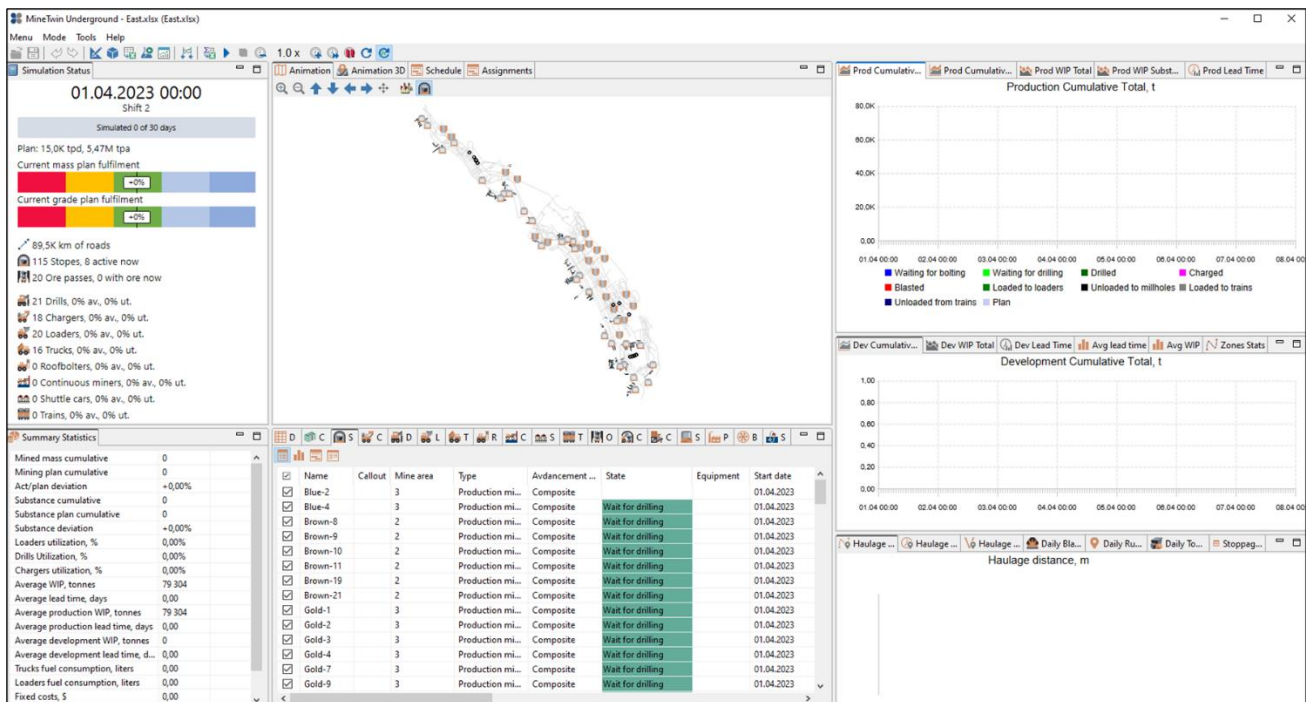 MineTwin Underground - East.xlsx (East.xlsx)
Menu Mode Tools Help
1.0 x
Simulation Status
01.04.2023 00:00
Shift 2
Simulated 0 of 30 days
Plan: 15,0K tpd, 5,47M tpa
Current mass plan fulfilment
+0%
Current grade plan fulfilment
+0%
89,5K km of roads
115 Stopes, 8 active now
20 Ore passes, 0 with ore now
21 Drills, 0% av., 0% ut.
18 Chargers, 0% av., 0% ut.
20 Loaders, 0% av., 0% ut.
16 Trucks, 0% av., 0% ut.
0 Roofbolters, 0% av., 0% ut.
0 Continuous miners, 0% av., 0% ut.
0 Shuttle cars, 0% av., 0% ut.
0 Trains, 0% av., 0% ut.
Summary Statistics
Mined mass cumulative 0
Mining plan cumulative 0
Act/plan deviation +0,00%
Substance cumulative 0
Substance plan cumulative 0
Substance deviation +0,00%
Loaders utilization, % 0,00%
Drills Utilization, % 0,00%
Chargers utilization, % 0,00%
Average WIP, tonnes 79 304
Average lead time, days 0,00
Average production WIP, tonnes 79 304
Average production lead time, days 0,00
Average development WIP, tonnes 0
Average development lead time, d... 0,00
Trucks fuel consumption, liters 0,00
Loaders fuel consumption, liters 0,00
Fixed costs, $ 0,00
Animation Animation 3D Schedule Assignments
D C S C D L T R C S T O C C S P B S
Name Callout Mine area Type Avdancement ... State Equipment Start date
Blue-2 3 Production mi... Composite 01.04.2023
Blue-4 3 Production mi... Composite Wait for drilling 01.04.2023
Brown-8 2 Production mi... Composite Wait for drilling 01.04.2023
Brown-9 2 Production mi... Composite Wait for drilling 01.04.2023
Brown-10 2 Production mi... Composite Wait for drilling 01.04.2023
Brown-11 2 Production mi... Composite Wait for drilling 01.04.2023
Brown-19 2 Production mi... Composite Wait for drilling 01.04.2023
Brown-21 2 Production mi... Composite Wait for drilling 01.04.2023
Gold-1 3 Production mi... Composite Wait for drilling 01.04.2023
Gold-2 3 Production mi... Composite Wait for drilling 01.04.2023
Gold-3 3 Production mi... Composite Wait for drilling 01.04.2023
Gold-4 3 Production mi... Composite Wait for drilling 01.04.2023
Gold-7 3 Production mi... Composite Wait for drilling 01.04.2023
Gold-9 3 Production mi... Composite Wait for drilling 01.04.2023
Prod Cumulativ... Prod Cumulativ... Prod WIP Total Prod WIP Subst... Prod Lead Time
Production Cumulative Total, t
80.0K
60.0K
40.0K
20.0K
0.00
01.04 00:00 02.04 00:00 03.04 00:00 04.04 00:00 05.04 00:00 06.04 00:00 07.04 00:00 08.04 00
Waiting for bolting Waiting for drilling Drilled Charged
Blasted Loaded to loaders Unloaded to millholes Loaded to trains
Unloaded from trains Plan
Dev Cumulativ... Dev WIP Total Dev Lead Time Avg lead time Avg WIP Zones Stats
Development Cumulative Total, t
1,00
0.80
0.60
0.40
0.20
0.00
01.04 00:00 02.04 00:00 03.04 00:00 04.04 00:00 05.04 00:00 06.04 00:00 07.04 00:00 08.04 00
Haulage ... Haulage ... Haulage ... Daily Bla... Daily Ru... Daily To... Stoppag...
Haulage distance, m